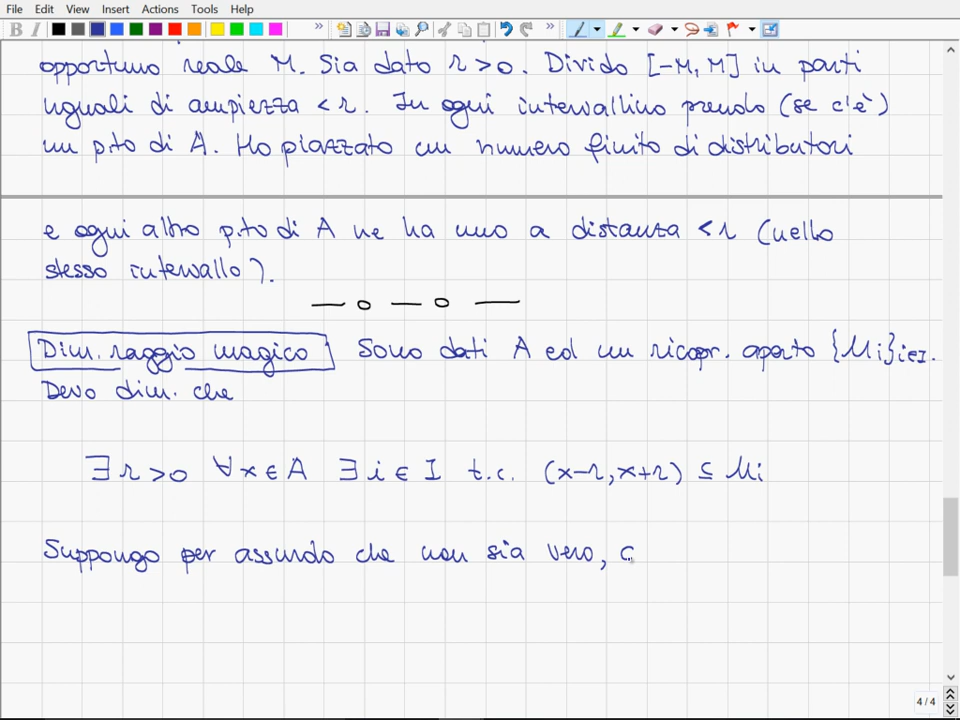 File Edit View Insert Actions Tools Help
B I
opportuno reale M. Sia dato r > 0. Divido [-M, M] in parti
uguali di ampiezza < r. In ogni intervallino prendo (se c'è)
un p.to di A. Ho piazzato un numero finito di distributori
e ogni altro p.to di A ne ha uno a distanza < r (nello
stesso intervallo).
— o — o —
Dim. raggio magico Sono dati A ed un ricopr. aperto {Ui}i∈I.
Devo dim. che
∃ r > 0 ∀ x ∈ A ∃ i ∈ I t.c. (x-r, x+r) ⊆ Ui
Suppongo per assurdo che non sia vero, c
4 / 4